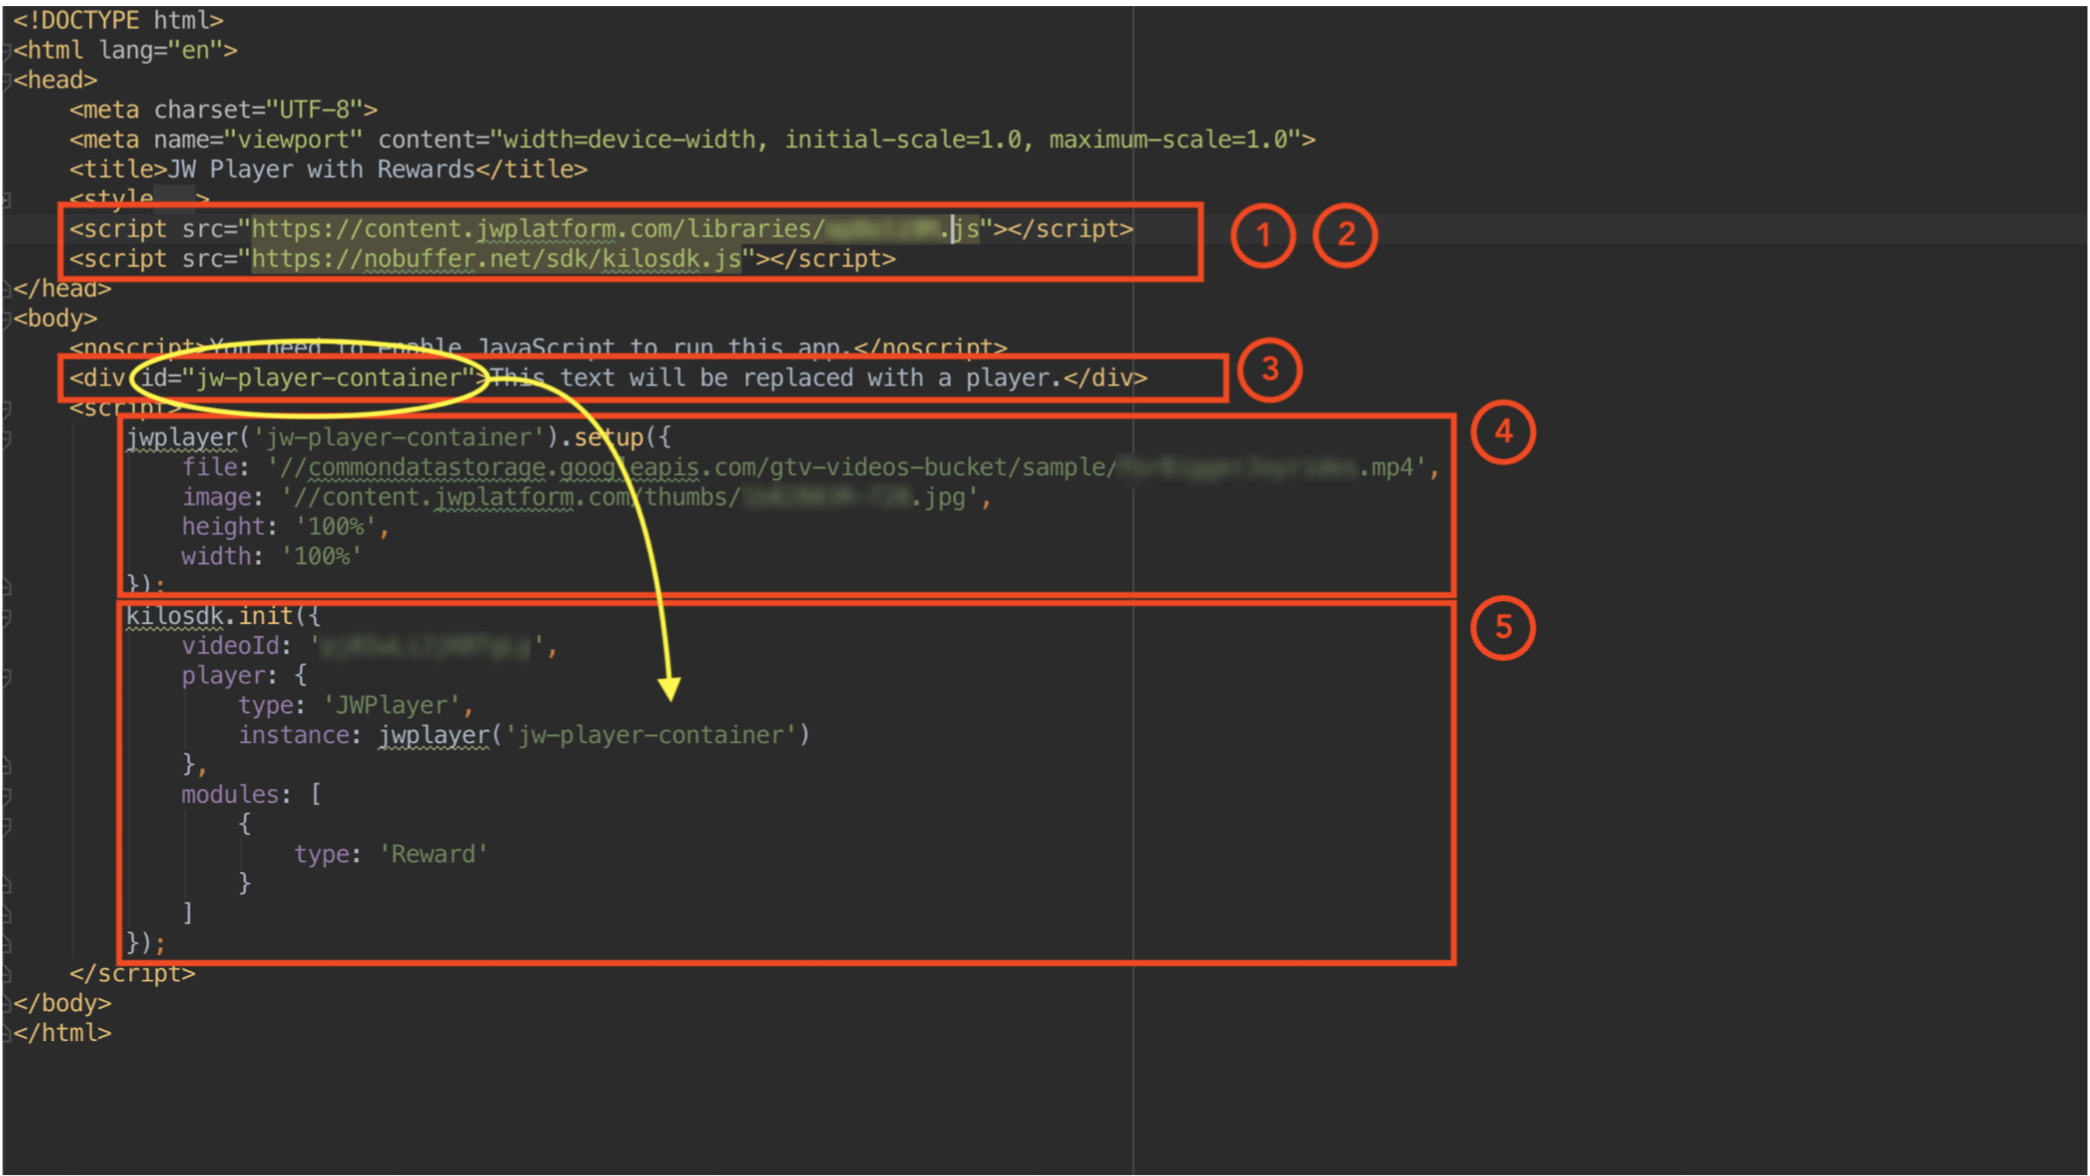 <!DOCTYPE html>
<html lang="en">
<head>
<meta charset="UTF-8">
<meta name="viewport" content="width=device-width, initial-scale=1.0, maximum-scale=1.0">
<title>JW Player with Rewards</title>
<style >
<script src="https://content.jwplatform.com/libraries/ .js"></script>
<script src="https://nobuffer.net/sdk/kilosdk.js"></script>
1 2
</head>
<body>
<noscript>You need to enable JavaScript to run this app.</noscript>
<div id="jw-player-container">This text will be replaced with a player.</div>
3
<script>
jwplayer('jw-player-container').setup({
4
file: '//commondatastorage.googleapis.com/gtv-videos-bucket/sample/ .mp4',
image: '//content.jwplatform.com/thumbs/ .jpg',
height: '100%',
width: '100%'
});
kilosdk.init({
5
videoId: ' ',
player: {
type: 'JWPlayer',
instance: jwplayer('jw-player-container')
},
modules: [
{
type: 'Reward'
}
]
});
</script>
</body>
</html>